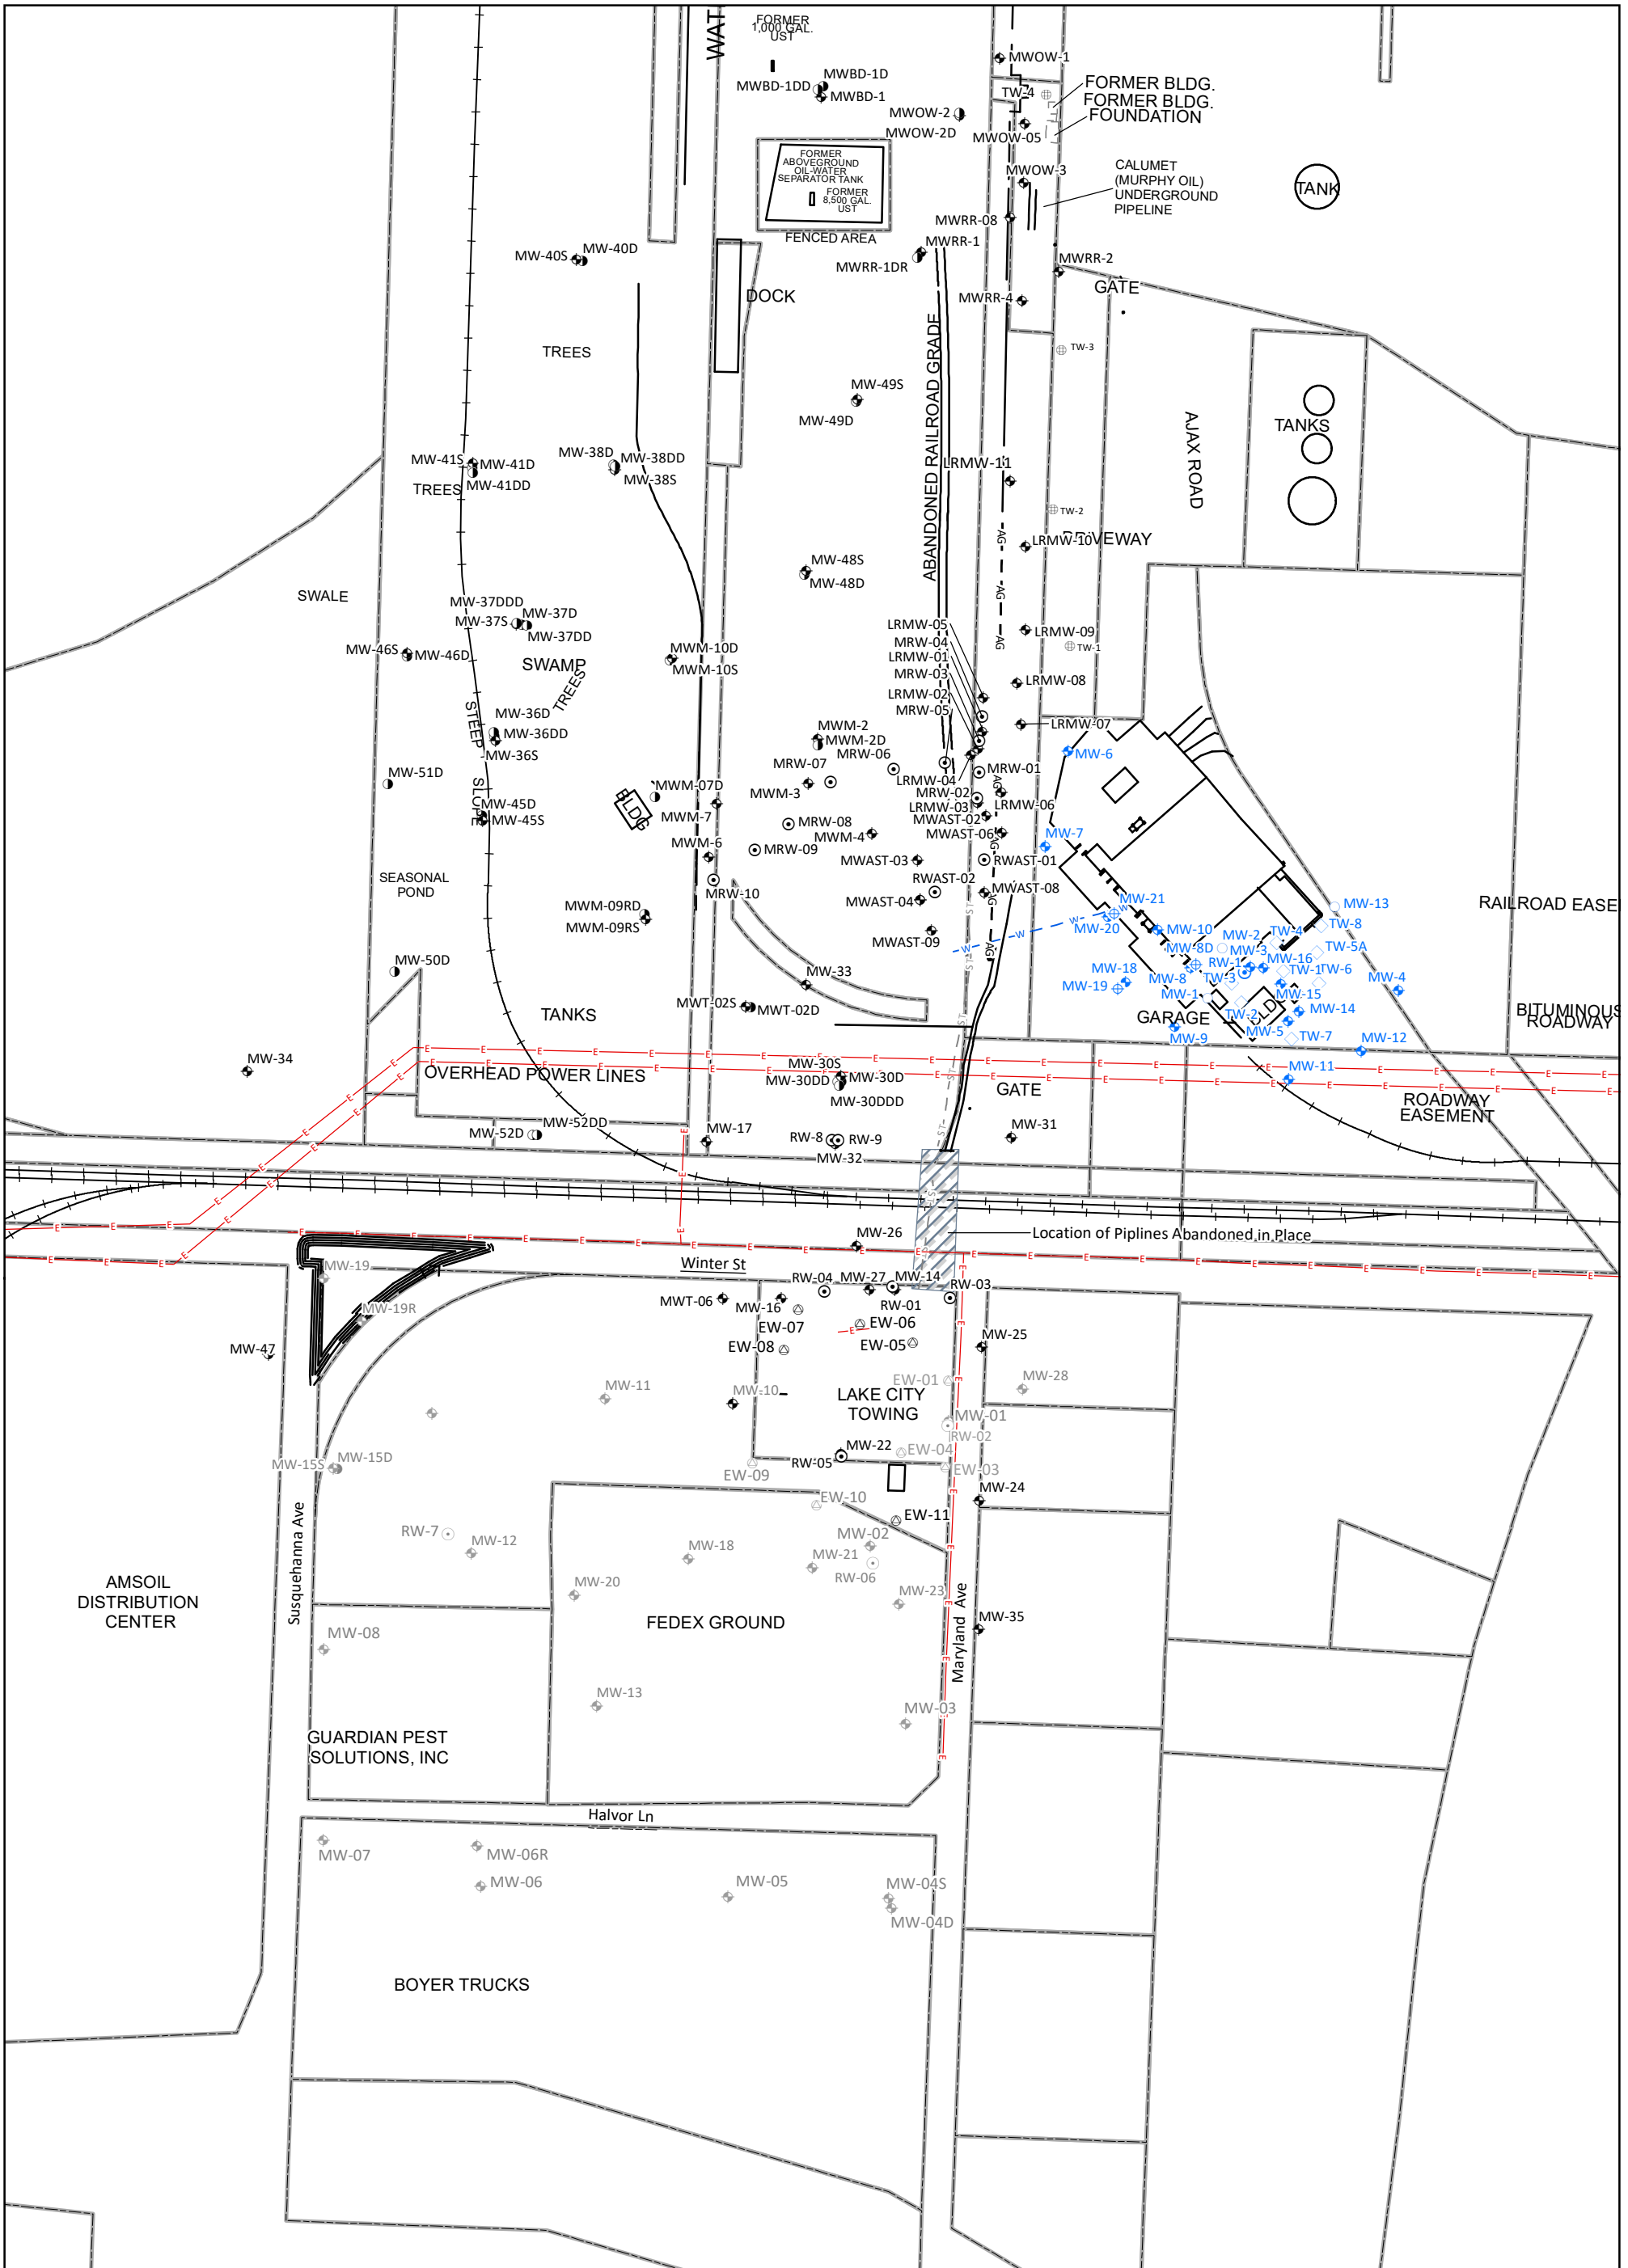 WAT
FORMER
1,000 GAL.
UST
MWBD-1D
MWBD-1DD
MWBD-1
MWOW-1
TW-4
FORMER BLDG.
FORMER BLDG.
FOUNDATION
MWOW-2
MWOW-2D
MWOW-05
FORMER
ABOVEGROUND
OIL-WATER
SEPARATOR TANK
FORMER
8,500 GAL.
UST
FENCED AREA
MWOW-3
CALUMET
(MURPHY OIL)
UNDERGROUND
PIPELINE
TANK
MWRR-08
MWRR-1
MWRR-1DR
MWRR-2
GATE
MWRR-4
MW-40S
MW-40D
DOCK
TREES
TW-3
ABANDONED RAILROAD GRADE
MW-49S
MW-49D
AJAX ROAD
TANKS
MW-41S
MW-41D
MW-41DD
TREES
MW-38D
MW-38DD
MW-38S
LRMW-11
TW-2
LRMW-10
DRIVEWAY
AG
AG
AG
MW-48S
MW-48D
SWALE
MW-37DDD
MW-37S
MW-37D
MW-37DD
MW-46S
MW-46D
SWAMP
TREES
MWM-10D
MWM-10S
LRMW-05
MRW-04
LRMW-01
MRW-03
LRMW-02
MRW-05
LRMW-09
TW-1
LRMW-08
LRMW-07
STEEP
SLOPE
MW-36D
MW-36DD
MW-36S
MW-51D
MW-45D
MW-45S
MWM-2
MWM-2D
MRW-06
MRW-07
MWM-3
MWM-07D
BLDG
MWM-7
MRW-08
MWM-4
MWM-6
MRW-09
MRW-10
LRMW-04
MRW-01
MRW-02
LRMW-03
LRMW-06
MWAST-02
MWAST-06
AG
AG
AG
AG
MWAST-03
RWAST-01
RWAST-02
MWAST-08
MWAST-04
MWAST-09
MW-6
MW-7
MW-21
MW-20
MW-10
MW-13
MW-2
TW-4
TW-8
MW-8D
MW-3
TW-5A
MW-8
RW-1
MW-16
TW-1
TW-6
MW-18
MW-19
TW-3
MW-4
MW-1
MW-15
TW-2
MW-14
GARAGE
MW-5
MW-9
TW-7
MW-12
MW-11
W
W
W
ST
ST
ST
ST
ST
RAILROAD EASE
BITUMINOUS
ROADWAY
ROADWAY
EASEMENT
SEASONAL
POND
MWM-09RD
MWM-09RS
MW-50D
MW-33
MWT-02S
MWT-02D
TANKS
MW-34
OVERHEAD POWER LINES
MW-30S
MW-30D
MW-30DD
MW-30DDD
GATE
MW-52D
MW-52DD
MW-17
RW-8
RW-9
MW-32
MW-31
MW-26
Location of Piplines Abandoned in Place
Winter St
MW-19
MW-19R
MW-47
MWT-06
MW-16
RW-04
MW-27
MW-14
RW-01
RW-03
EW-07
EW-06
EW-08
EW-05
MW-25
EW-01
MW-28
MW-11
MW-10
LAKE CITY
TOWING
MW-01
RW-02
MW-22
RW-05
EW-04
EW-03
EW-09
MW-15S
MW-15D
MW-24
EW-10
EW-11
MW-02
RW-7
MW-12
MW-18
MW-21
RW-06
MW-20
MW-23
AMSOIL
DISTRIBUTION
CENTER
Susquehanna Ave
FEDEX GROUND
Maryland Ave
MW-35
MW-08
MW-13
MW-03
GUARDIAN PEST
SOLUTIONS, INC
Halvor Ln
MW-07
MW-06R
MW-06
MW-05
MW-04S
MW-04D
BOYER TRUCKS